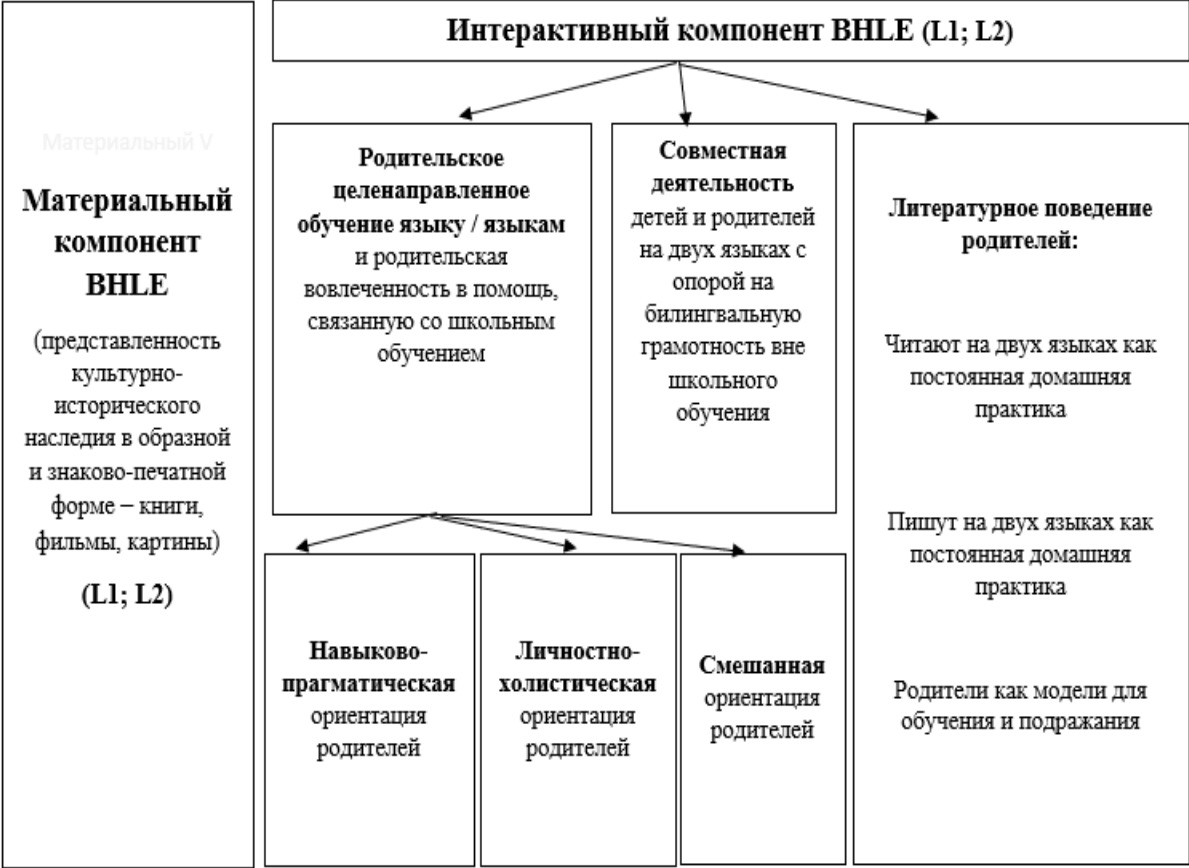 Интерактивный компонент BHLE (L1; L2)
Материальный V
Материальный
компонент
BHLE
(представленность
культурно-
исторического
наследия в образной
и знаково-печатной
форме – книги,
фильмы, картины)
(L1; L2)
Родительское
целенаправленное
обучение языку / языкам
и родительская
вовлеченность в помощь,
связанную со школьным
обучением
Совместная
деятельность
детей и родителей
на двух языках с
опорой на
билингвальную
грамотность вне
школьного
обучения
Литературное поведение
родителей:
Читают на двух языках как
постоянная домашняя
практика
Пишут на двух языках как
постоянная домашняя
практика
Родители как модели для
обучения и подражания
Навыково-
прагматическая
ориентация
родителей
Личностно-
холистическая
ориентация
родителей
Смешанная
ориентация
родителей